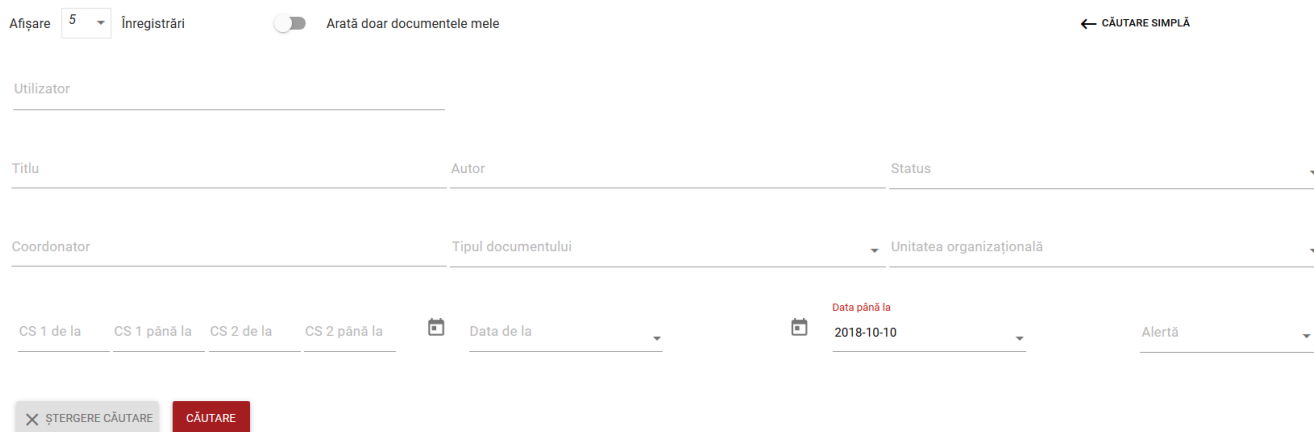 Afișare 5 Înregistrări Arată doar documentele mele CĂUTARE SIMPLĂ
Utilizator
Titlu Autor Status
Coordonator Tipul documentului Unitatea organizațională
Data până la
CS 1 de la CS 1 până la CS 2 de la CS 2 până la Data de la 2018-10-10 Alertă
ȘTERGERE CĂUTARE CĂUTARE